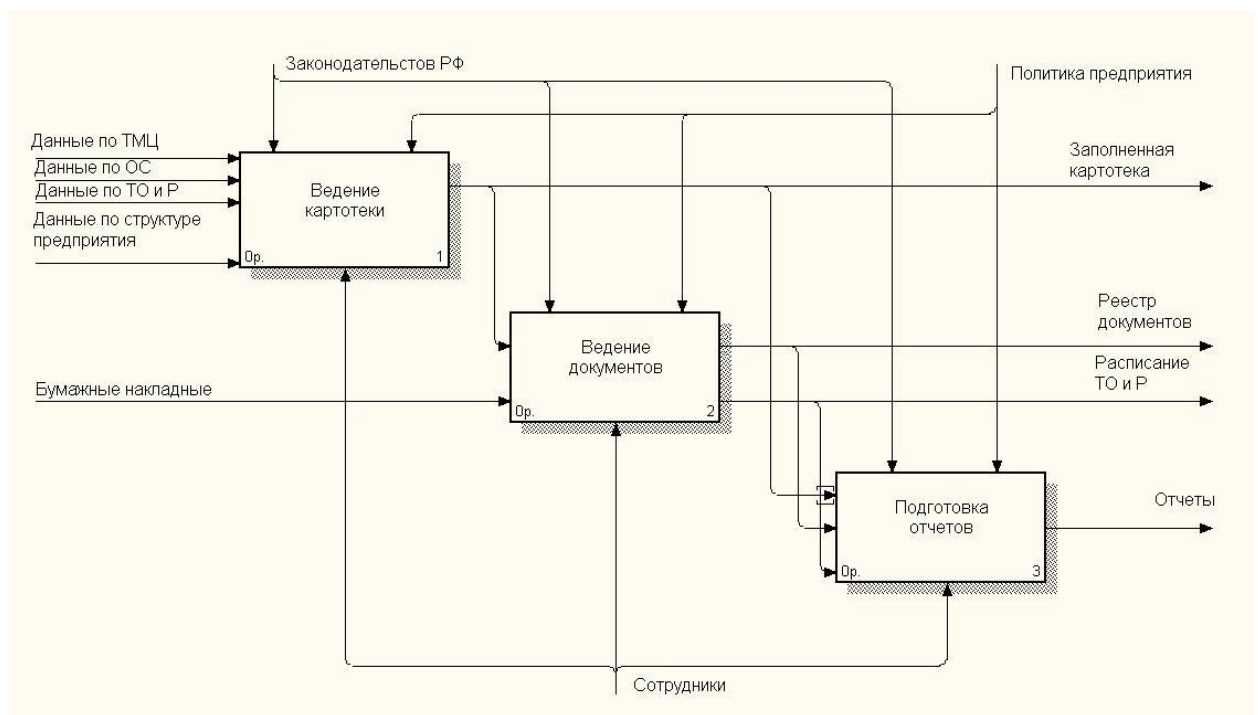 Законодательстов РФ
Политика предприятия
Данные по ТМЦ
Данные по ОС
Данные по ТО и Р
Данные по структуре
предприятия
Ведение
картотеки
0р.
1
Заполненная
картотека
Реестр
документов
Ведение
документов
0р.
2
Расписание
ТО и Р
Бумажные накладные
Подготовка
отчетов
0р.
3
Отчеты
Сотрудники